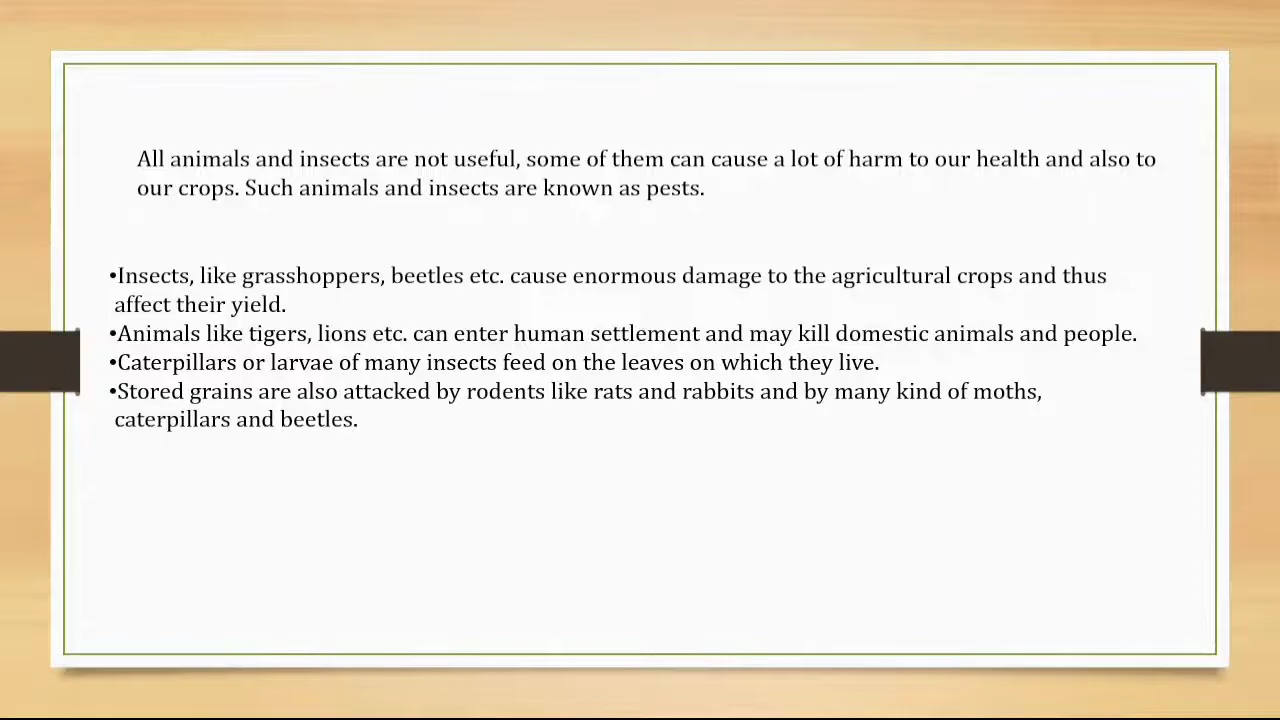 All animals and insects are not useful, some of them can cause a lot of harm to our health and also to
our crops. Such animals and insects are known as pests.
•Insects, like grasshoppers, beetles etc. cause enormous damage to the agricultural crops and thus
affect their yield.
•Animals like tigers, lions etc. can enter human settlement and may kill domestic animals and people.
•Caterpillars or larvae of many insects feed on the leaves on which they live.
•Stored grains are also attacked by rodents like rats and rabbits and by many kind of moths,
caterpillars and beetles.